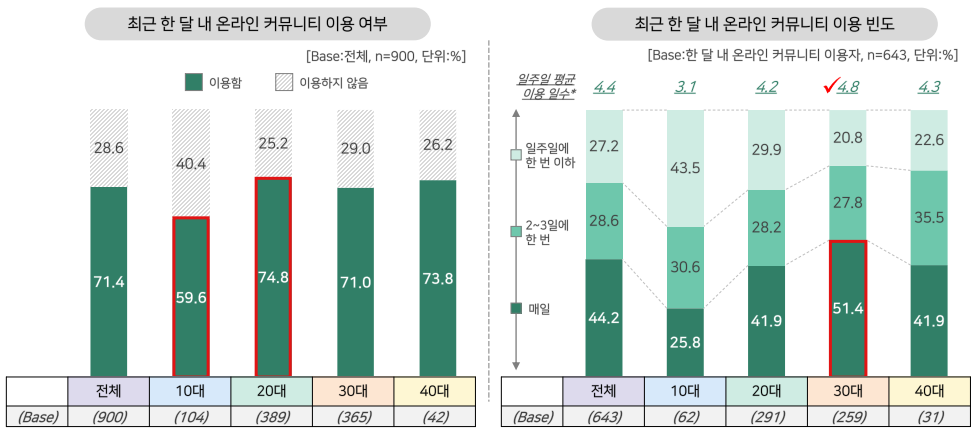 최근 한 달 내 온라인 커뮤니티 이용 여부
[Base:전체, n=900, 단위:%]
이용함 이용하지 않음
28.6 40.4 25.2 29.0 26.2
71.4 59.6 74.8 71.0 73.8
전체 10대 20대 30대 40대
(Base) (900) (104) (389) (365) (42)
최근 한 달 내 온라인 커뮤니티 이용 빈도
[Base:한 달 내 온라인 커뮤니티 이용자, n=643, 단위:%]
일주일 평균
이용 일수*
4.4 3.1 4.2 4.8 4.3
일주일에
한 번 이하
27.2 43.5 29.9 20.8 22.6
2~3일에
한 번
28.6 30.6 28.2 27.8 35.5
매일
44.2 25.8 41.9 51.4 41.9
전체 10대 20대 30대 40대
(Base) (643) (62) (291) (259) (31)